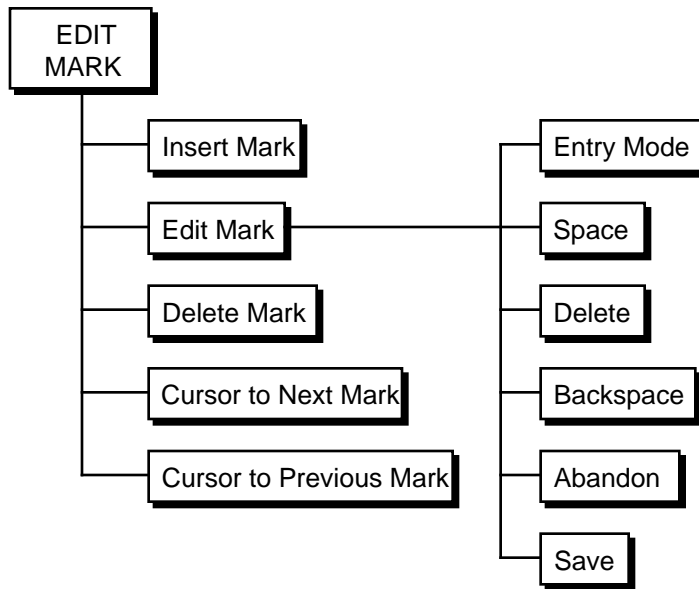 EDIT
MARK
Insert Mark
Edit Mark
Delete Mark
Cursor to Next Mark
Cursor to Previous Mark
Entry Mode
Space
Delete
Backspace
Abandon
Save